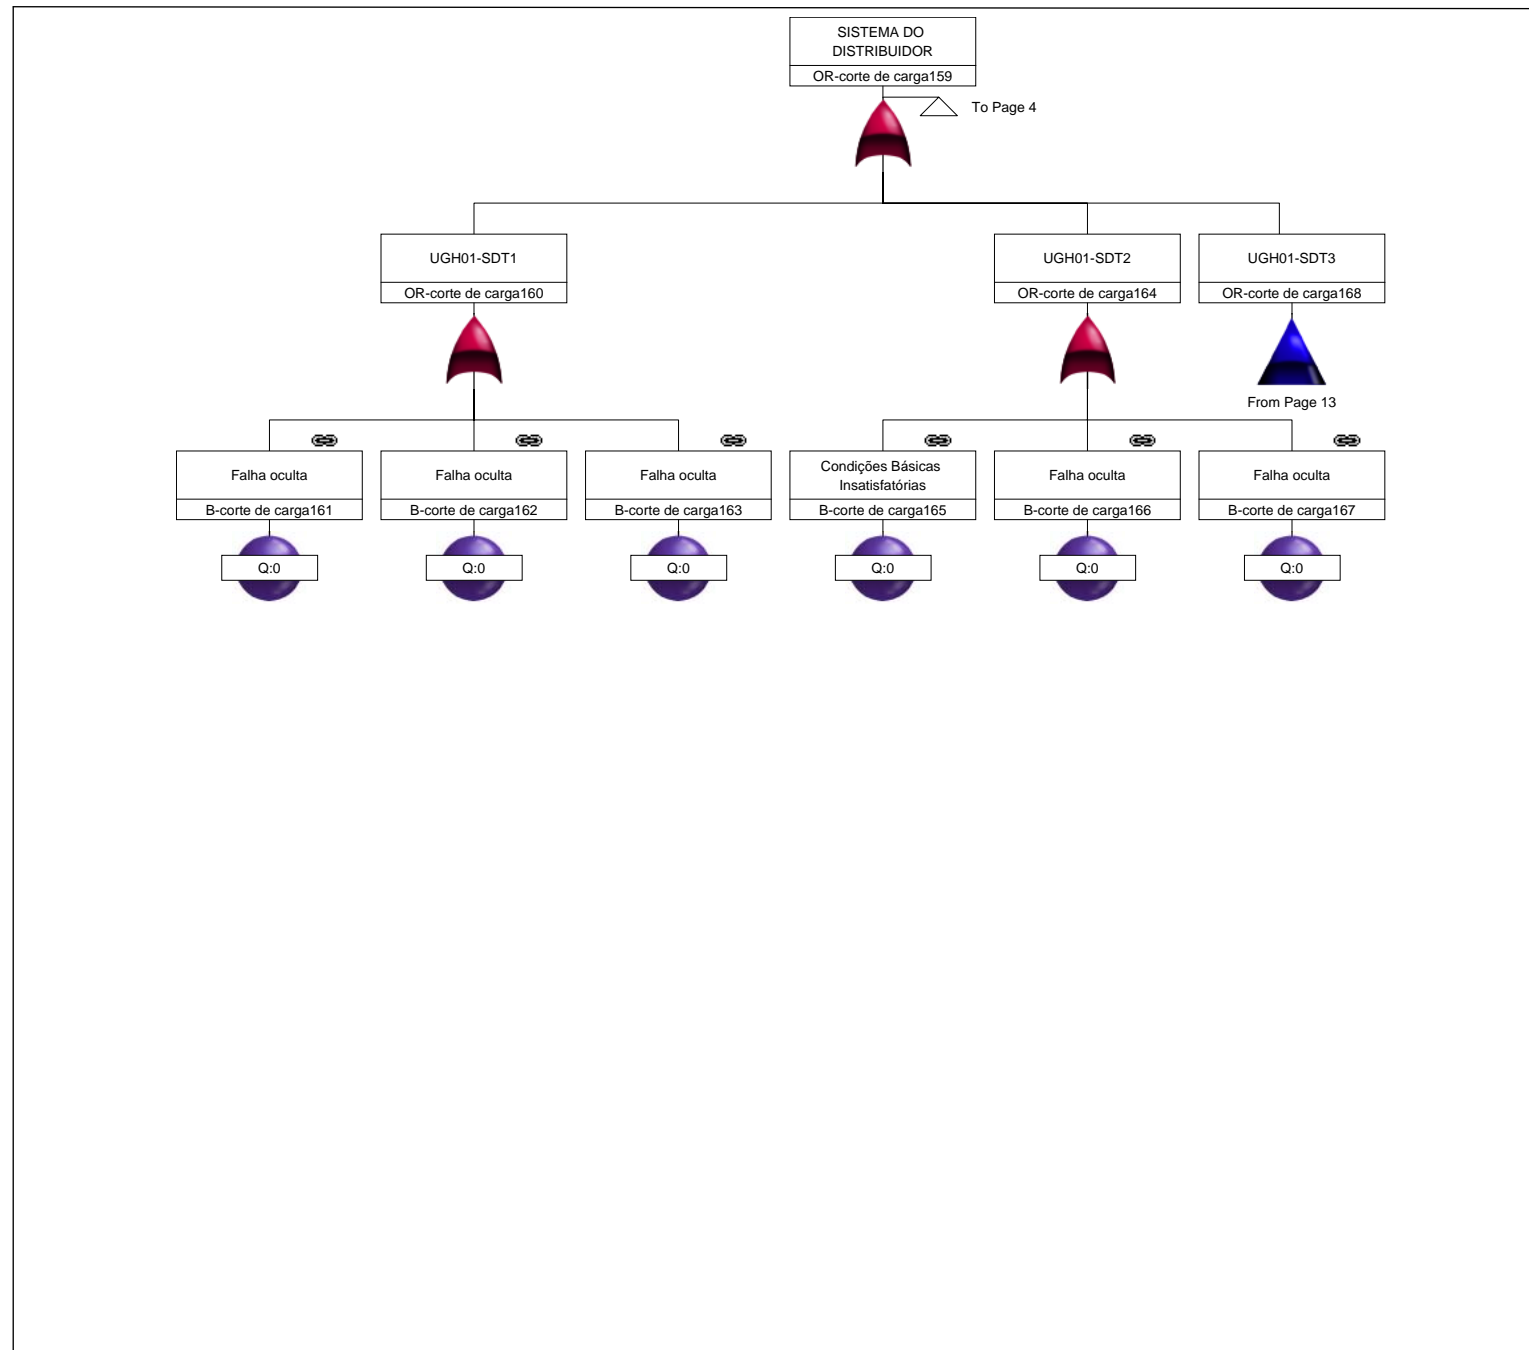 SISTEMA DO
DISTRIBUIDOR
OR-corte de carga159
To Page 4
UGH01-SDT1
OR-corte de carga160
UGH01-SDT2
OR-corte de carga164
UGH01-SDT3
OR-corte de carga168
From Page 13
Falha oculta
B-corte de carga161
Q:0
Falha oculta
B-corte de carga162
Q:0
Falha oculta
B-corte de carga163
Q:0
Condições Básicas
Insatisfatórias
B-corte de carga165
Q:0
Falha oculta
B-corte de carga166
Q:0
Falha oculta
B-corte de carga167
Q:0